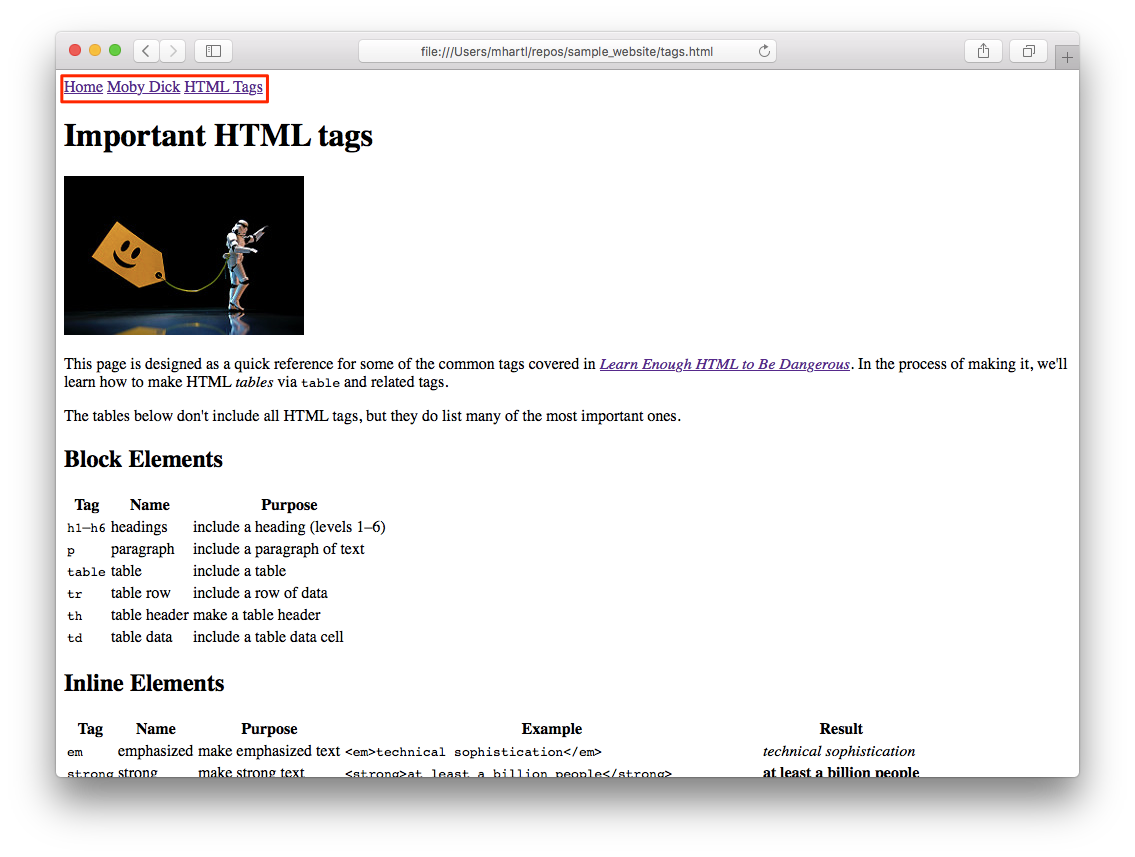 file:///Users/mhartl/repos/sample_website/tags.html
Home Moby Dick HTML Tags
Important HTML tags
This page is designed as a quick reference for some of the common tags covered in Learn Enough HTML to Be Dangerous. In the process of making it, we'll
learn how to make HTML tables via table and related tags.
The tables below don't include all HTML tags, but they do list many of the most important ones.
Block Elements
Tag Name Purpose
h1–h6 headings include a heading (levels 1–6)
p paragraph include a paragraph of text
table table include a table
tr table row include a row of data
th table header make a table header
td table data include a table data cell
Inline Elements
Tag Name Purpose Example Result
em emphasized make emphasized text <em>technical sophistication</em> technical sophistication
strong strong make strong text <strong>at least a billion people</strong> at least a billion people